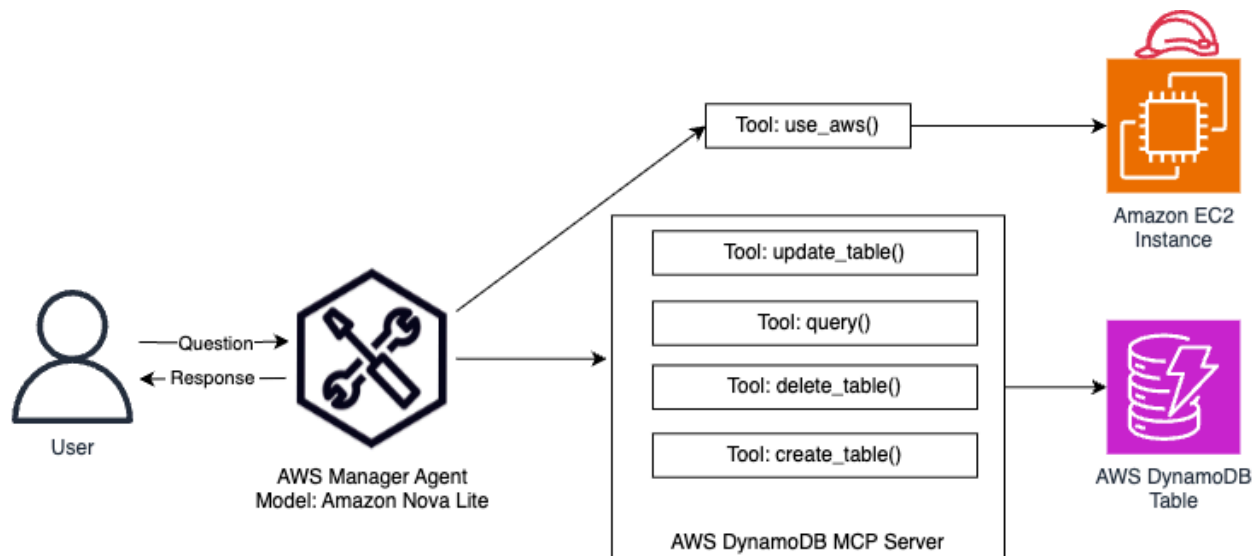 Tool: use_aws()
Amazon EC2
Instance
Tool: update_table()
Tool: query()
Tool: delete_table()
Tool: create_table()
AWS DynamoDB MCP Server
Question
Response
User
AWS Manager Agent
Model: Amazon Nova Lite
AWS DynamoDB
Table